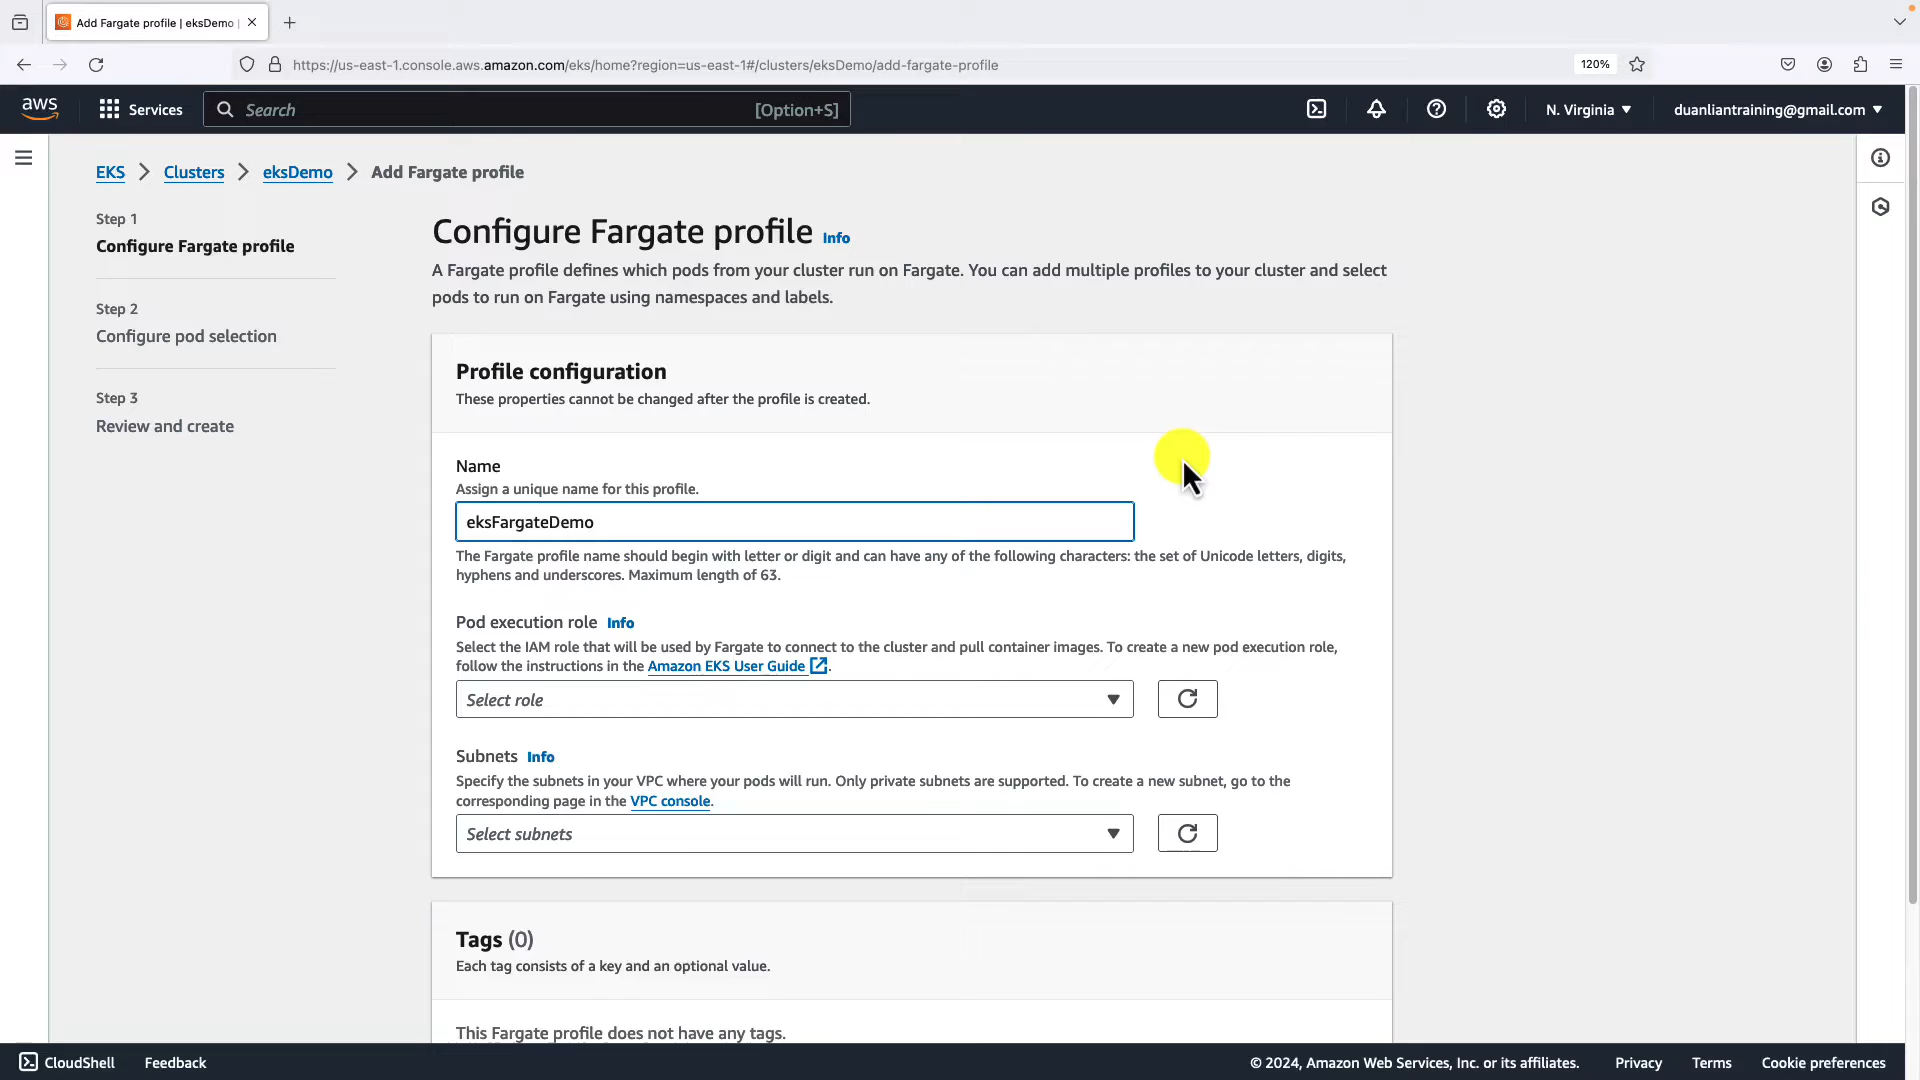 Add Fargate profile | eksDemo |
https://us-east-1.console.aws.amazon.com/eks/home?region=us-east-1#/clusters/eksDemo/add-fargate-profile
120%
aws
Services
Search
[Option+S]
N. Virginia
duanliantraining@gmail.com
EKS
Clusters
eksDemo
Add Fargate profile
Step 1
Configure Fargate profile
Step 2
Configure pod selection
Step 3
Review and create
Configure Fargate profile Info
A Fargate profile defines which pods from your cluster run on Fargate. You can add multiple profiles to your cluster and select
pods to run on Fargate using namespaces and labels.
Profile configuration
These properties cannot be changed after the profile is created.
Name
Assign a unique name for this profile.
eksFargateDemo
The Fargate profile name should begin with letter or digit and can have any of the following characters: the set of Unicode letters, digits,
hyphens and underscores. Maximum length of 63.
Pod execution role Info
Select the IAM role that will be used by Fargate to connect to the cluster and pull container images. To create a new pod execution role,
follow the instructions in the Amazon EKS User Guide.
Select role
Subnets Info
Specify the subnets in your VPC where your pods will run. Only private subnets are supported. To create a new subnet, go to the
corresponding page in the VPC console.
Select subnets
Tags (0)
Each tag consists of a key and an optional value.
This Fargate profile does not have any tags.
CloudShell
Feedback
© 2024, Amazon Web Services, Inc. or its affiliates.
Privacy
Terms
Cookie preferences